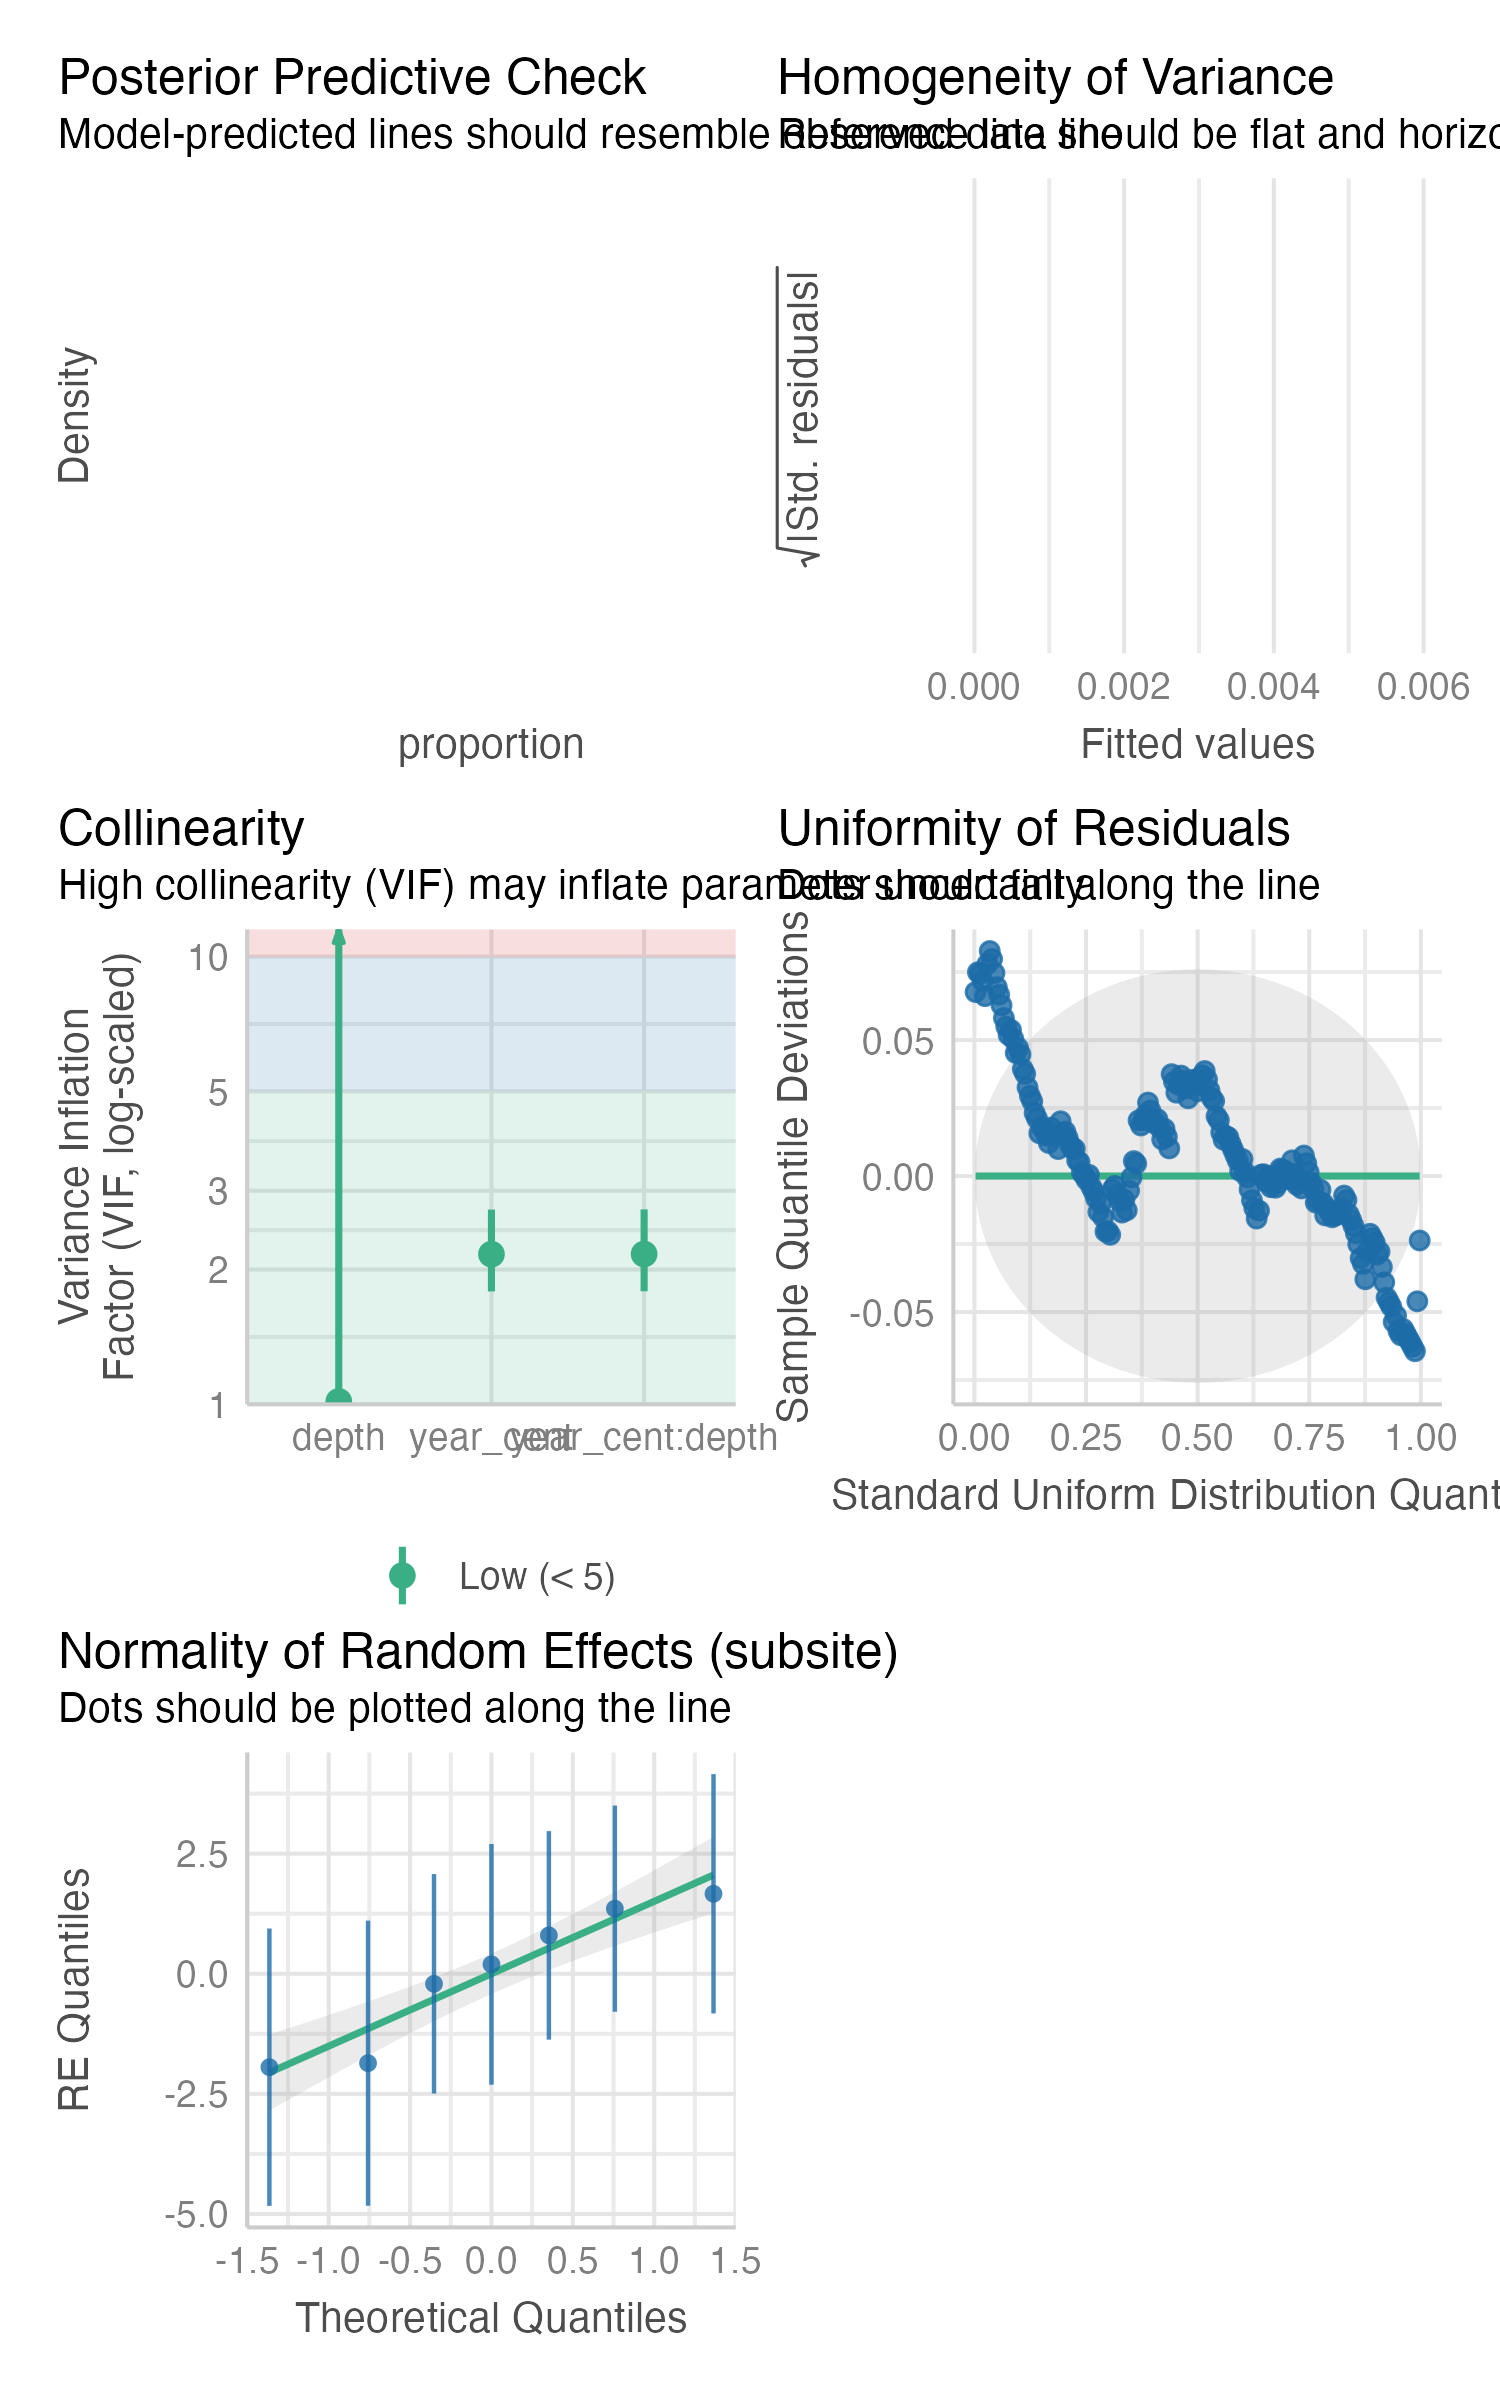 Posterior Predictive Check
Model-predicted lines should resemble observed data line
Density
proportion
Homogeneity of Variance
Reference line should be flat and horizo
√|Std. residuals|
0.000 0.002 0.004 0.006
Fitted values
Collinearity
High collinearity (VIF) may inflate parameter uncertainty
Variance Inflation
Factor (VIF, log-scaled)
10
5
3
2
1
depth year_cent year_cent:depth
Low (< 5)
Uniformity of Residuals
Dots should fall along the line
Sample Quantile Deviations
0.05
0.00
-0.05
0.00 0.25 0.50 0.75 1.00
Standard Uniform Distribution Quant
Normality of Random Effects (subsite)
Dots should be plotted along the line
RE Quantiles
2.5
0.0
-2.5
-5.0
-1.5 -1.0 -0.5 0.0 0.5 1.0 1.5
Theoretical Quantiles